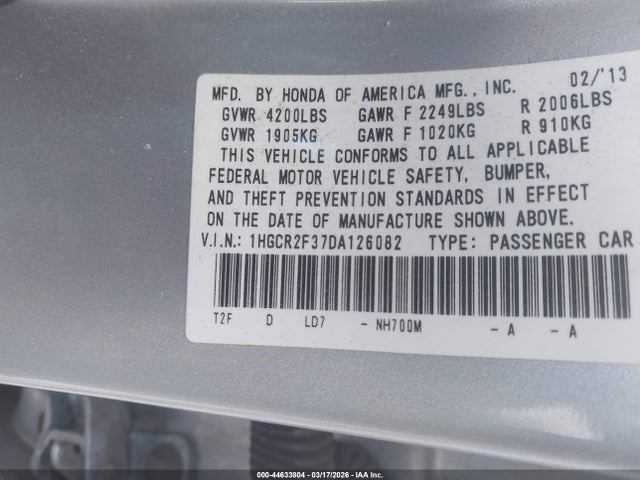 MFD. BY HONDA OF AMERICA MFG., INC. 02/'13
GVWR 4200LBS GAWR F 2249LBS R 2006LBS
GVWR 1905KG GAWR F 1020KG R 910KG
THIS VEHICLE CONFORMS TO ALL APPLICABLE
FEDERAL MOTOR VEHICLE SAFETY, BUMPER,
AND THEFT PREVENTION STANDARDS IN EFFECT
ON THE DATE OF MANUFACTURE SHOWN ABOVE.
V.I.N.: 1HGCR2F37DA126082 TYPE: PASSENGER CAR
T2F D LD7 - NH700M - A - A
000-44633804 | 03/17/2026 | IAA Inc.